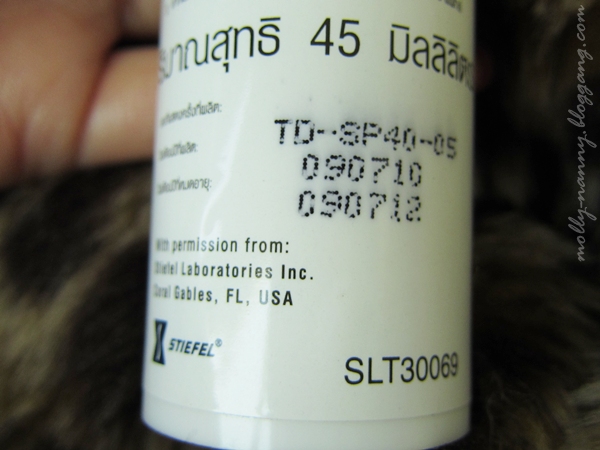 ปริมาณสุทธิ 45 มิลลิลิตร
TD--SP40-05
090710
090712
With permission from:
Stiefel Laboratories Inc.
Coral Gables, FL, USA
STIEFEL®
SLT30069
molly-nanny.bloggang.com